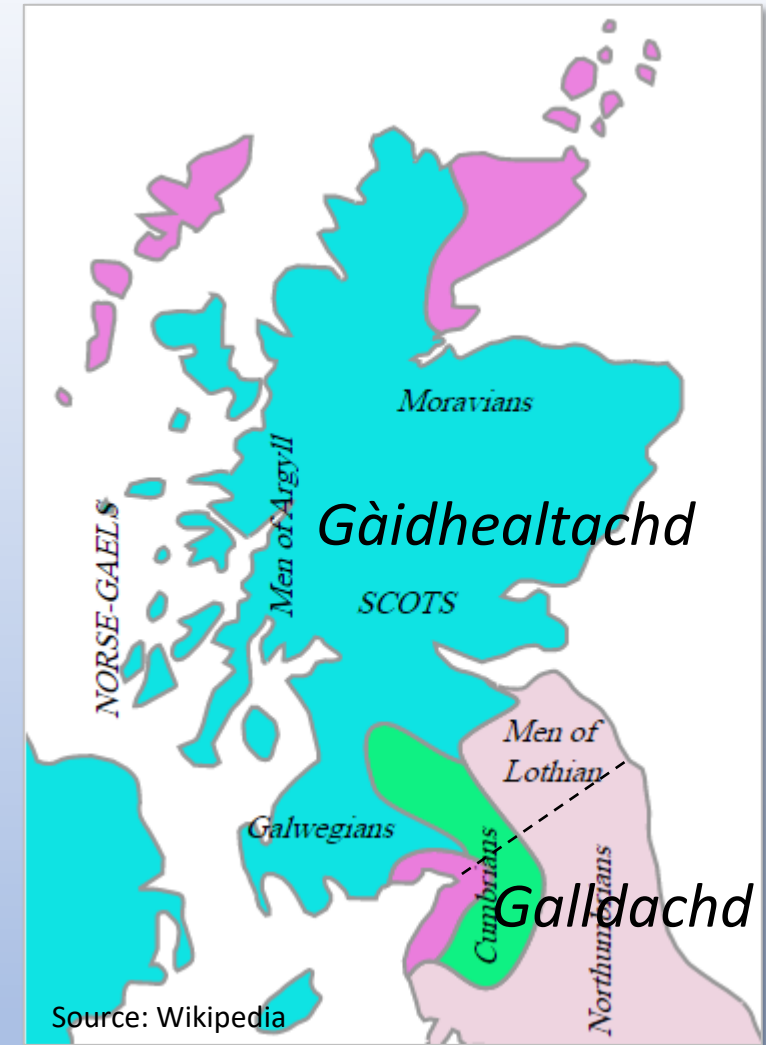 Moravians
Men of Argyll
Gàidhealtachd
NORSE-GAELS
SCOTS
Men of
Lothian
Galwegians
Cumbrians
Galldachd
Northumbrians
Source: Wikipedia